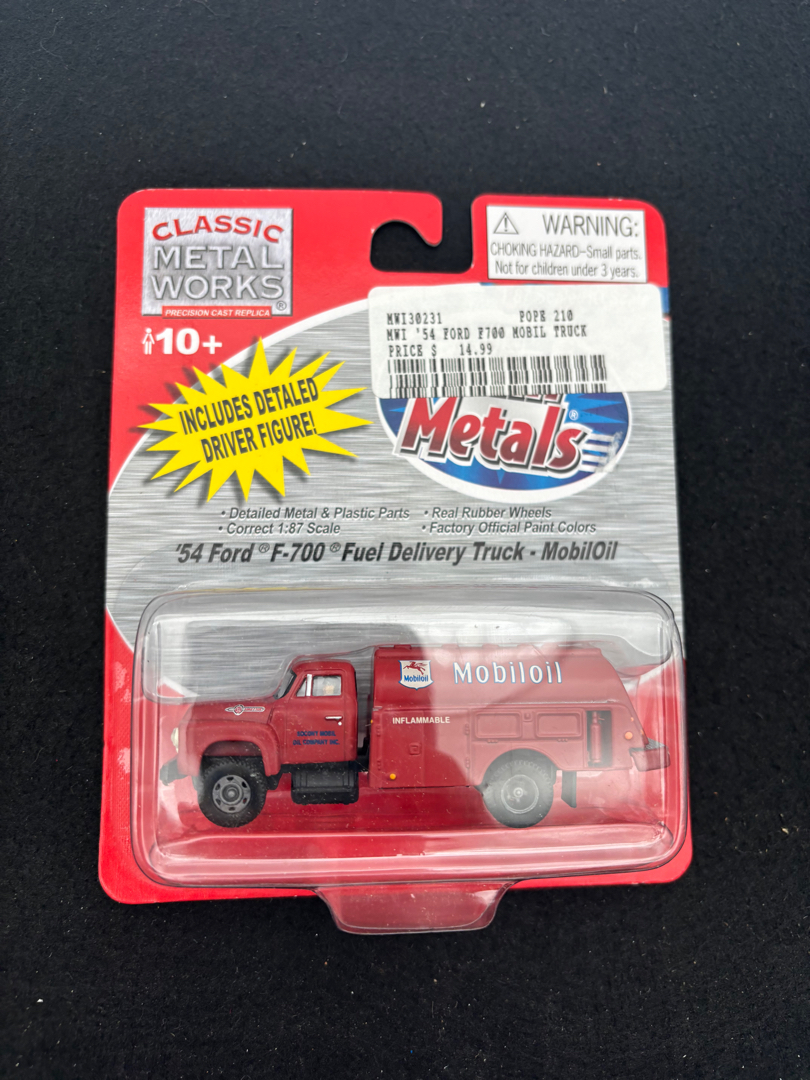 CLASSIC
METAL
WORKS®
PRECISION CAST REPLICA
10+
WARNING:
CHOKING HAZARD–Small parts.
Not for children under 3 years.
MWI30231 POPE 210
MWI '54 FORD F700 MOBIL TRUCK
PRICE $ 14.99
INCLUDES DETALED
DRIVER FIGURE!
Metals®
• Detailed Metal & Plastic Parts • Real Rubber Wheels
• Correct 1:87 Scale • Factory Official Paint Colors
'54 Ford® F-700® Fuel Delivery Truck - MobilOil
Mobiloil
Mobiloil
INFLAMMABLE
OIL COMPANY INC.